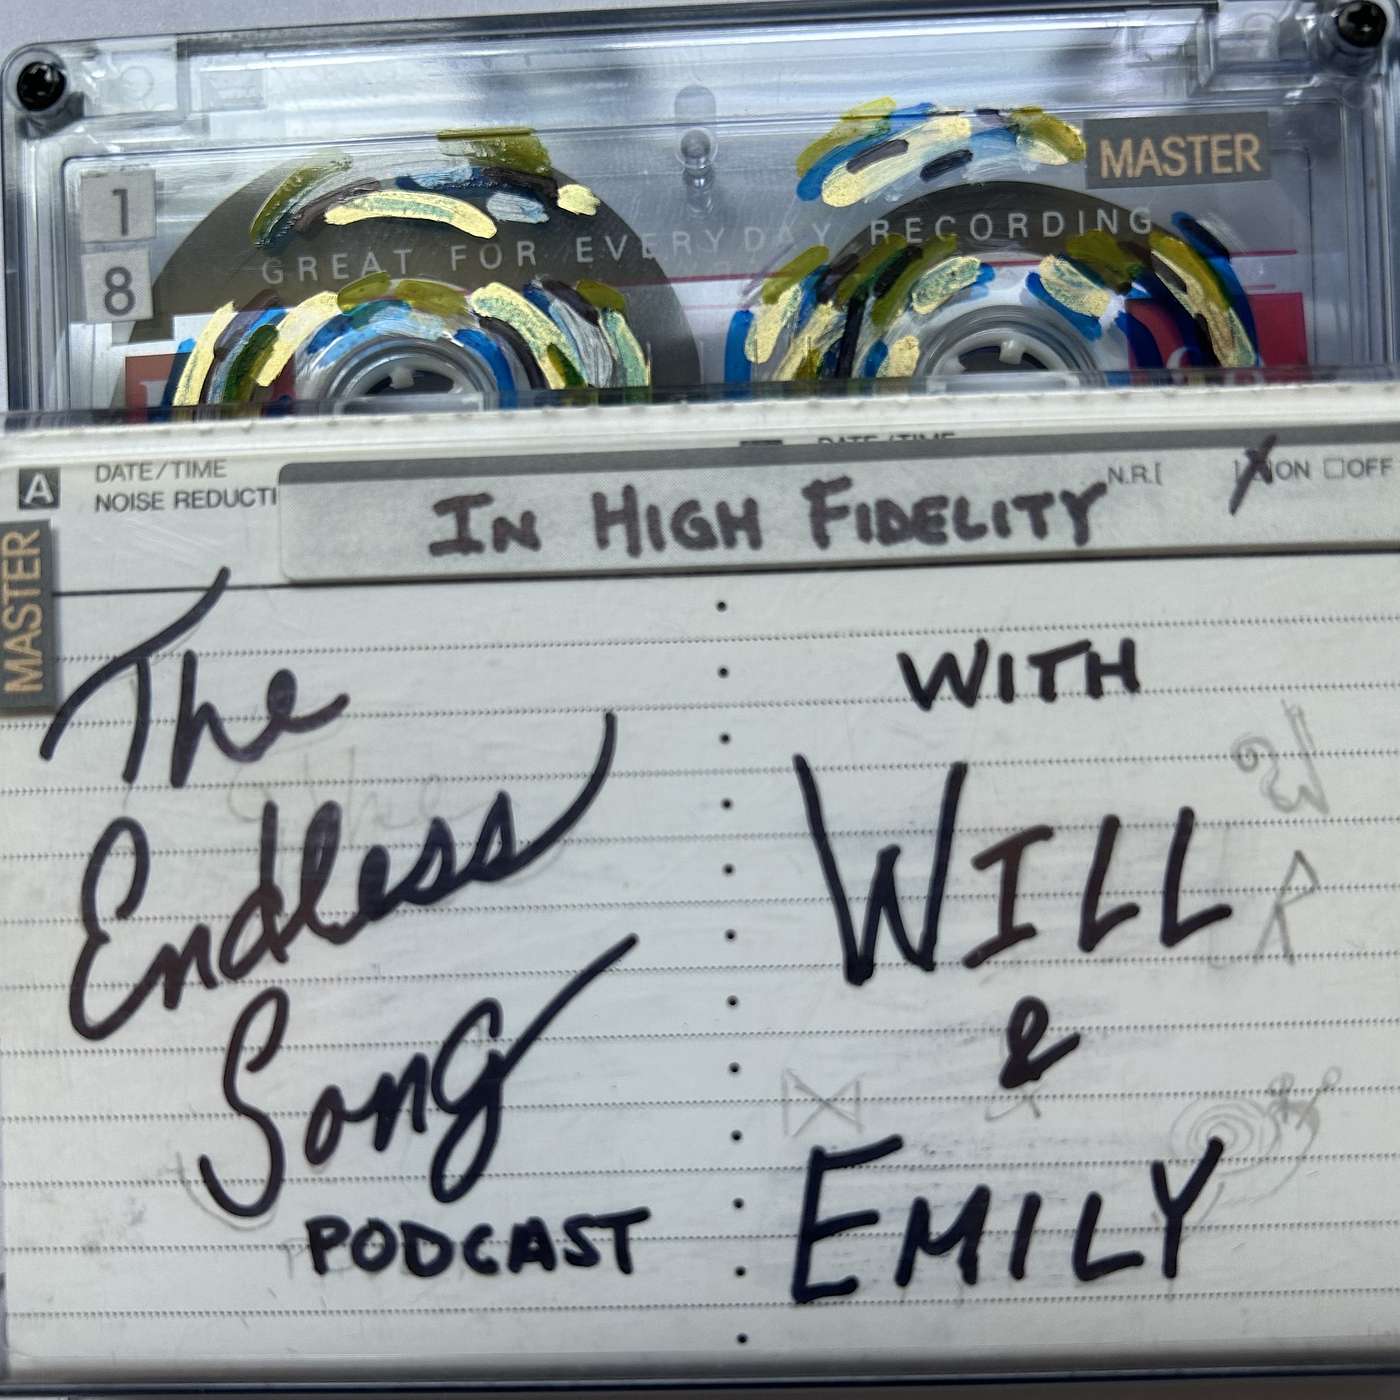 MASTER
1
8
GREAT FOR EVERYDAY RECORDING
A
DATE/TIME
NOISE REDUCTI
IN HIGH FIDELITY
N.R.[ ] ☒ON ☐OFF
MASTER
The
Endless
Song
PODCAST
WITH
WILL
&
EMILY